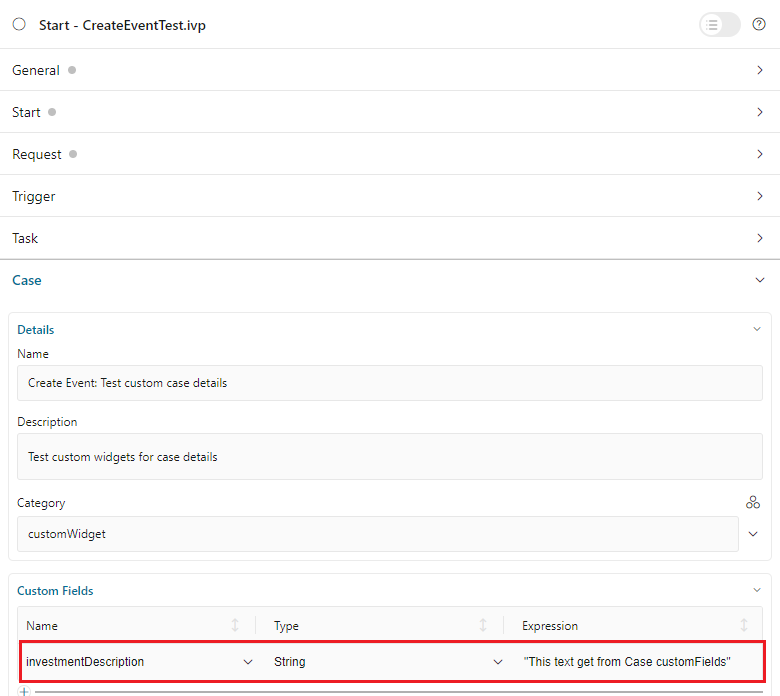 Start - CreateEventTest.ivp
General
Start
Request
Trigger
Task
Case
Details
Name
Create Event: Test custom case details
Description
Test custom widgets for case details
Category
customWidget
Custom Fields
Name Type Expression
investmentDescription String "This text get from Case customFields"